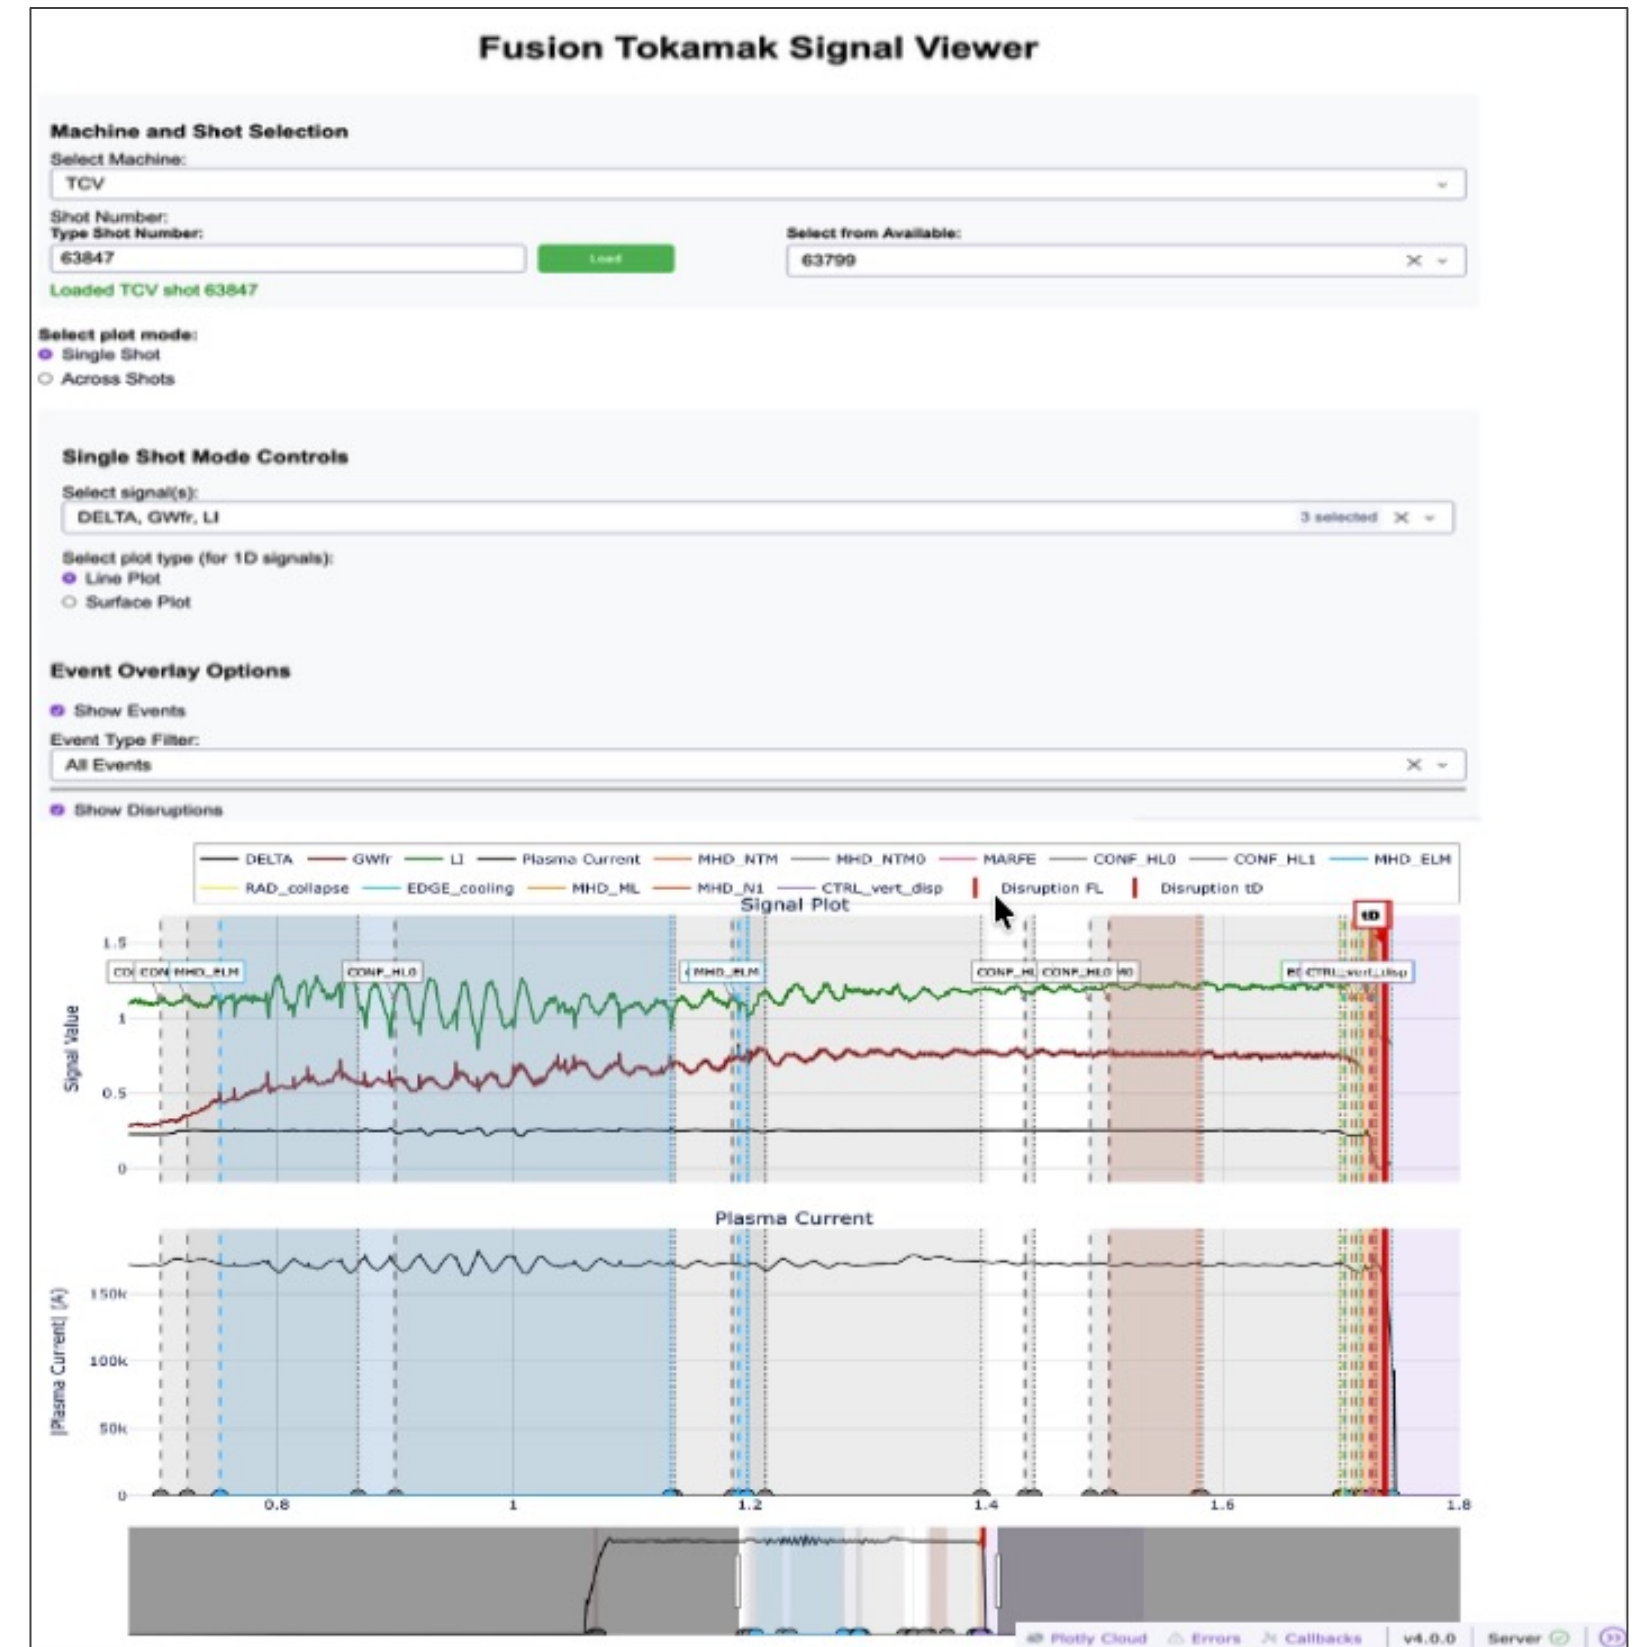 Fusion Tokamak Signal Viewer
Machine and Shot Selection
Select Machine:
TCV
Shot Number:
Type Shot Number:
Select from Available:
63847
Load
63799
Loaded TCV shot 63847
Select plot mode:
Single Shot
Across Shots
Single Shot Mode Controls
Select signal(s):
DELTA, GWfr, LI
3 selected
Select plot type (for 1D signals):
Line Plot
Surface Plot
Event Overlay Options
Show Events
Event Type Filter:
All Events
Show Disruptions
DELTA GWfr LI Plasma Current MHD_NTM MHD_NTM0 MARFE CONF_HL0 CONF_HL1 MHD_ELM
RAD_collapse EDGE_cooling MHD_ML MHD_N1 CTRL_vert_disp Disruption FL Disruption tD
Signal Plot
tD
1.5
CO CON MHD_ELM CONF_HL0 MHD_ELM CONF_HL CONF_HL0 M0 CTRL_vert_disp
1
Signal Value
0.5
0
Plasma Current
150k
|Plasma Current| (A)
100k
50k
0
0.8 1 1.2 1.4 1.6 1.8
Plotly Cloud Errors Callbacks v4.0.0 Server